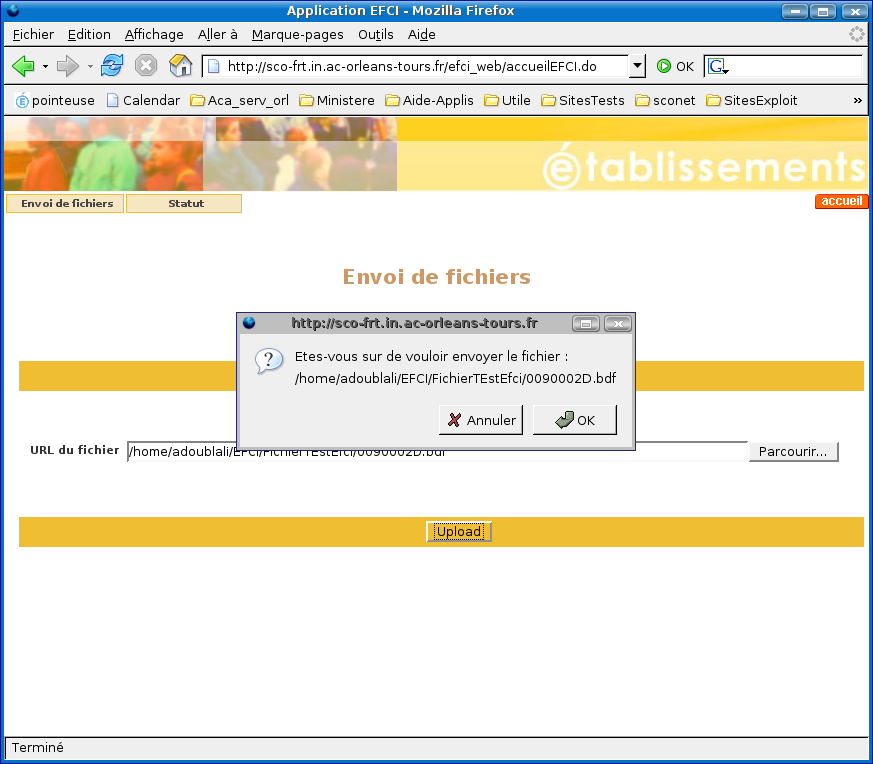 Application EFCI - Mozilla Firefox
Fichier Edition Affichage Aller à Marque-pages Outils Aide
http://sco-frt.in.ac-orleans-tours.fr/efci_web/accueilEFCI.do OK G
é pointeuse Calendar Aca_serv_orl Ministere Aide-Applis Utile SitesTests sconet SitesExploit »
établissements
Envoi de fichiers Statut accueil
Envoi de fichiers
http://sco-frt.in.ac-orleans-tours.fr
Etes-vous sur de vouloir envoyer le fichier :
/home/adoublali/EFCI/FichierTEstEfci/0090002D.bdf
Annuler OK
URL du fichier /home/adoublali/EFCI/FichierTEstEfci/0090002D.bdf Parcourir...
Upload
Terminé